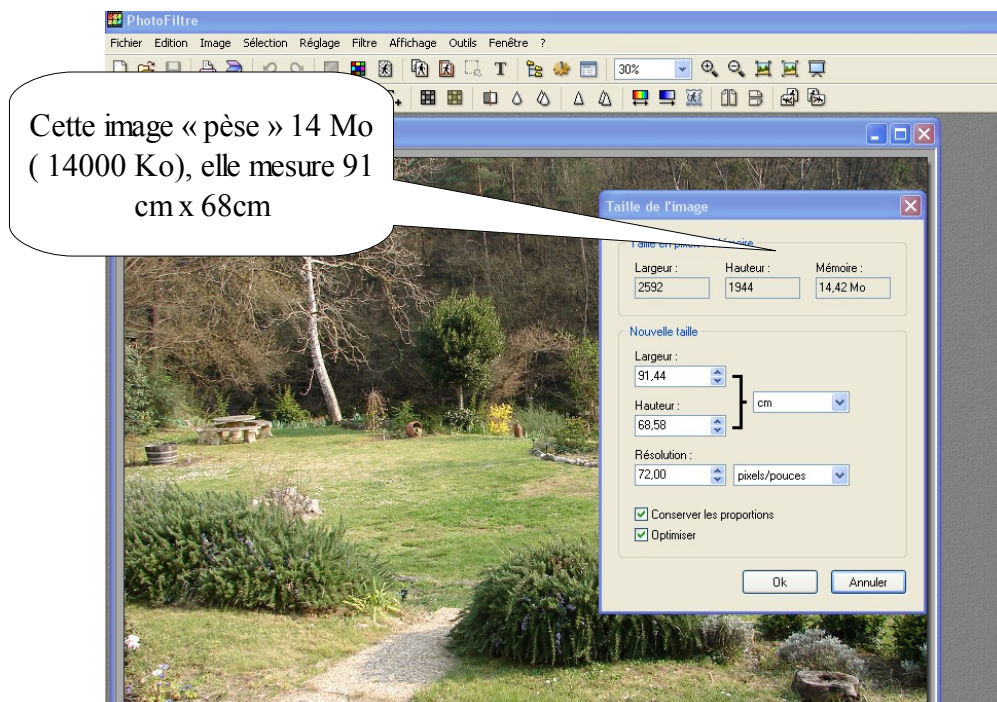 PhotoFiltre
Fichier Edition Image Sélection Réglage Filtre Affichage Outils Fenêtre ?
T 30%
Cette image « pèse » 14 Mo
( 14000 Ko), elle mesure 91
cm x 68cm
Taille de l'image
Taille en
Largeur : Hauteur : Mémoire :
2592 1944 14,42 Mo
Nouvelle taille
Largeur :
91,44
cm
Hauteur :
68,58
Résolution :
72,00 pixels/pouces
Conserver les proportions
Optimiser
Ok Annuler